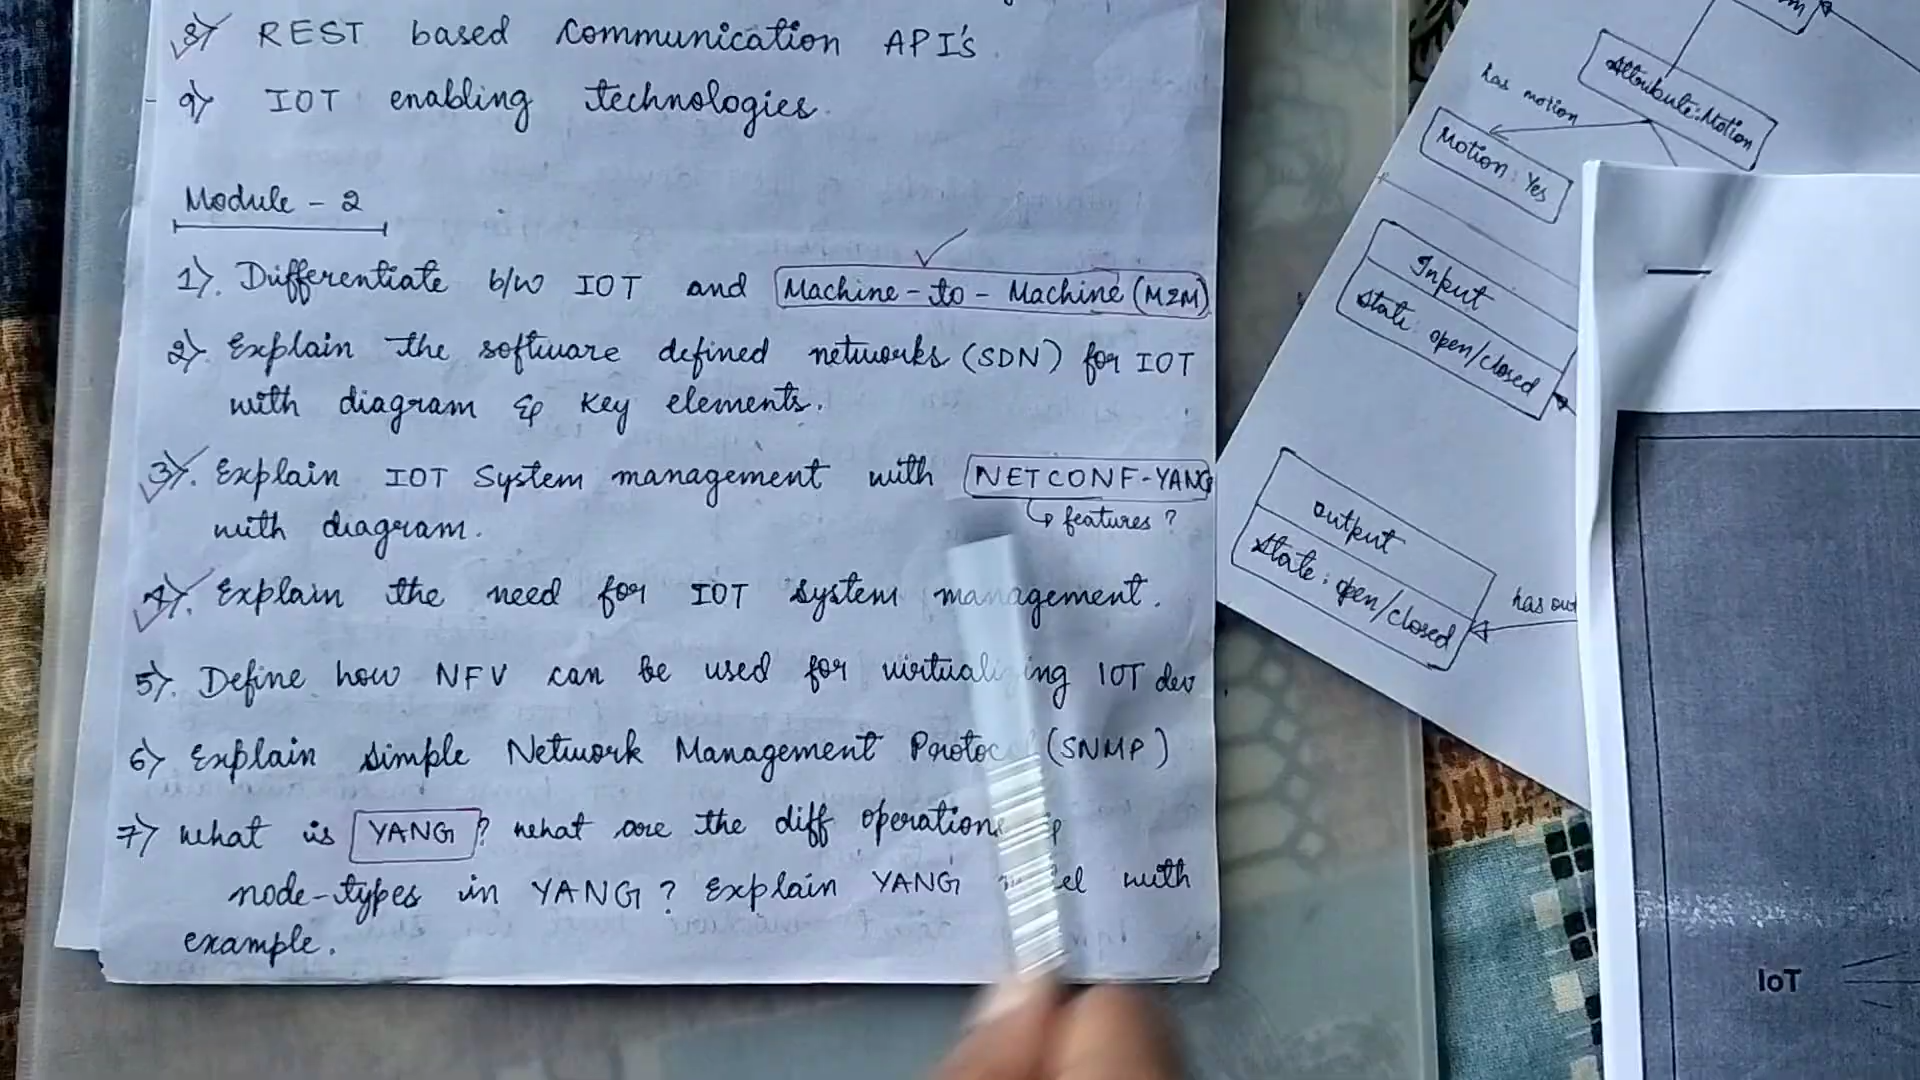 8) REST based Communication API's
9) IOT enabling technologies.
Module - 2
1). Differentiate b/w IOT and Machine-to-Machine (M2M)
2). Explain the software defined networks (SDN) for IOT
with diagram & key elements.
3). Explain IOT System management with NETCONF-YANG
↳ features ?
with diagram.
4). Explain the need for IOT system management.
5). Define how NFV can be used for virtualizing IOT dev
6) Explain simple Network Management Protoc (SNMP)
7) what is YANG ? what are the diff operation
node-types in YANG ? Explain YANG with
example.
Attribute: Motion
has motion
Motion: Yes
Input
State: open/closed
output
State: open/closed
has out
IoT